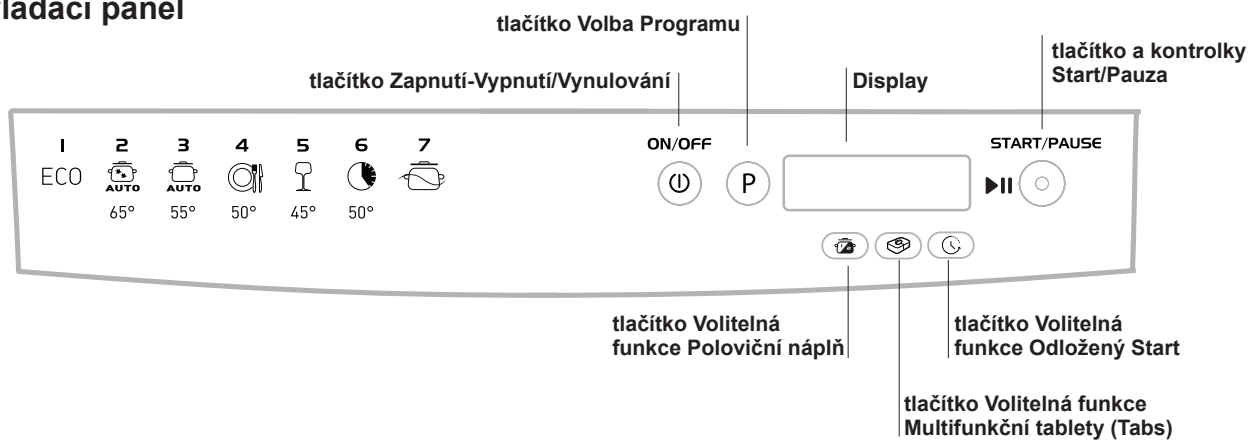 vládací panel
tlačítko Volba Programu
tlačítko a kontrolky
Start/Pauza
tlačítko Zapnutí-Vypnutí/Vynulování
Display
1 2 3 4 5 6 7
ECO AUTO AUTO
65° 55° 50° 45° 50°
ON/OFF
P
START/PAUSE
tlačítko Volitelná
funkce Poloviční náplň
tlačítko Volitelná
funkce Odložený Start
tlačítko Volitelná funkce
Multifunkční tablety (Tabs)